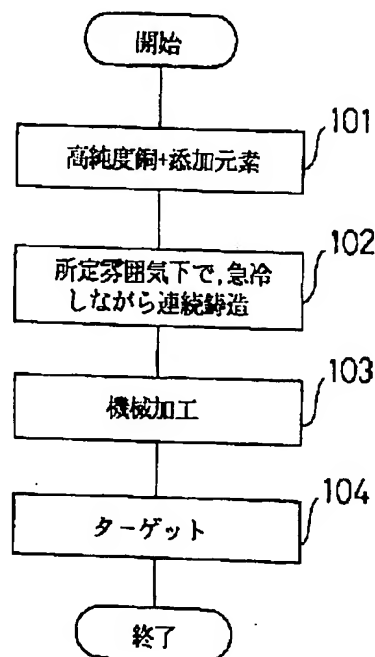 開始
101
高純度銅+添加元素
102
所定雰囲気下で,急冷
しながら連続鋳造
103
機械加工
104
ターゲット
終了